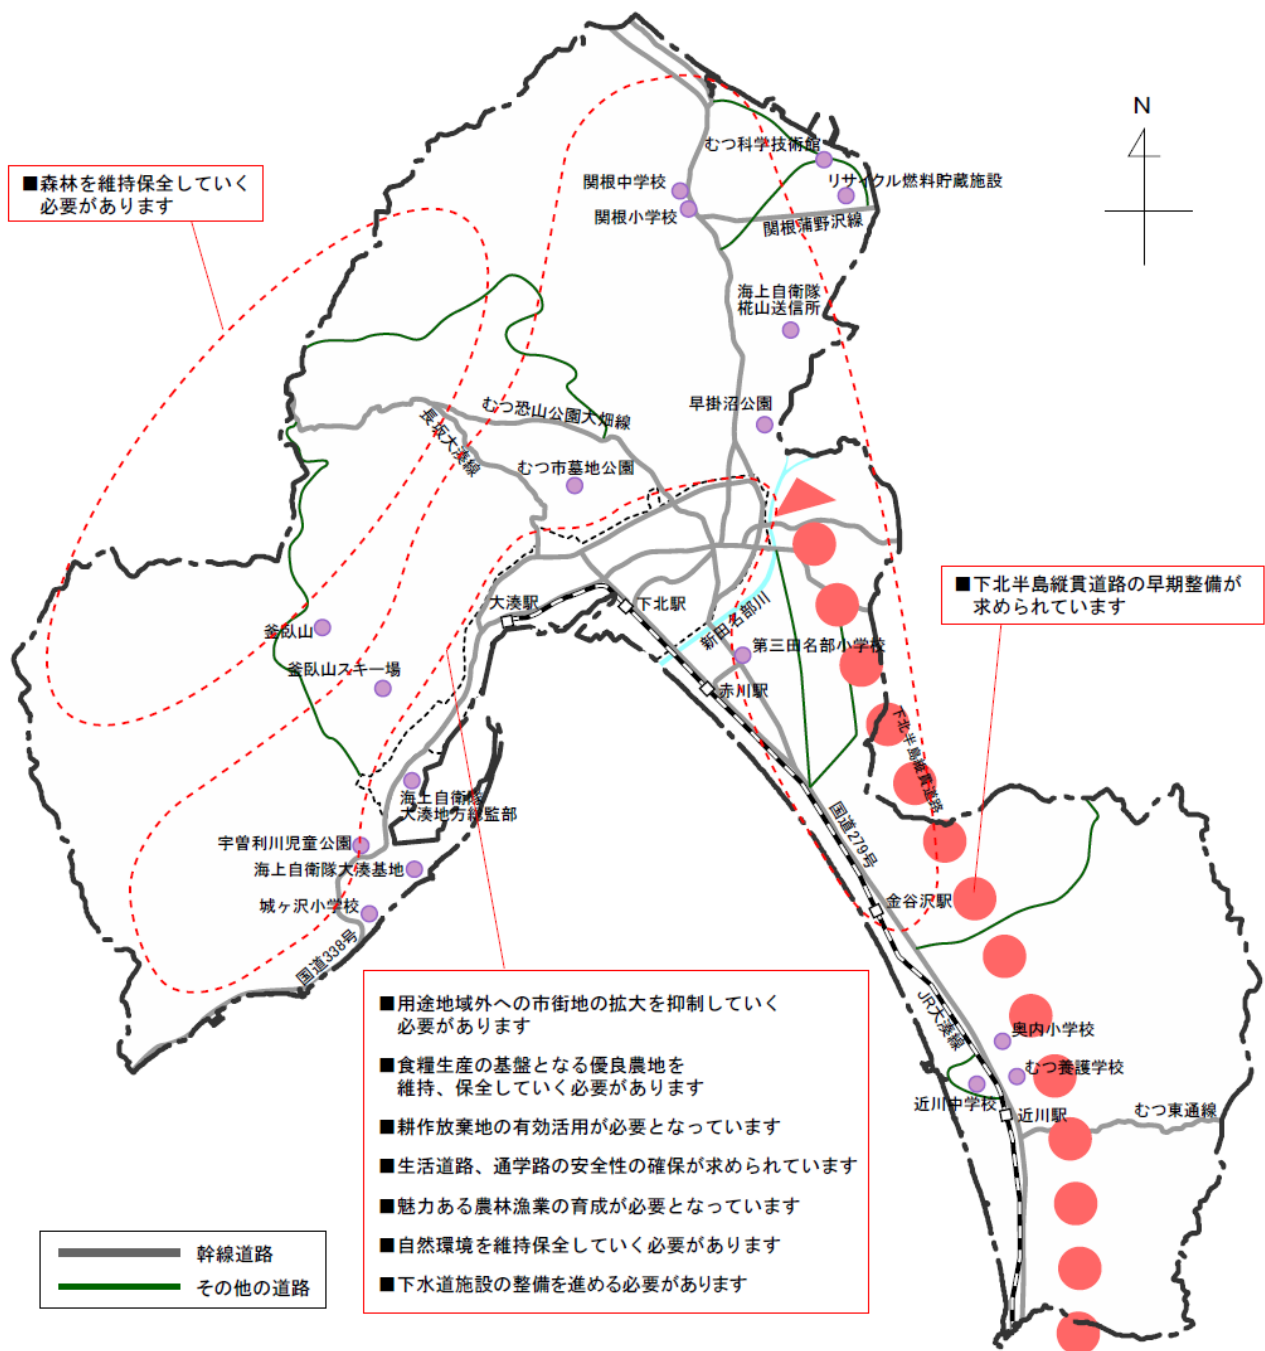 N
むつ科学技術館
リサイクル燃料貯蔵施設
関根中学校
関根小学校
関根蒲野沢線
■森林を維持保全していく
必要があります
海上自衛隊
椛山送信所
早掛沼公園
むつ恐山公園大畑線
長坂大湊線
むつ市墓地公園
■下北半島縦貫道路の早期整備が
求められています
大湊駅
下北駅
新田名部川
釜臥山
第三田名部小学校
釜臥山スキー場
赤川駅
下北半島縦貫道路
海上自衛隊
大湊地方総監部
国道279号
宇曽利川児童公園
海上自衛隊大湊基地
金谷沢駅
城ヶ沢小学校
国道338号
■用途地域外への市街地の拡大を抑制していく
必要があります
■食糧生産の基盤となる優良農地を
維持、保全していく必要があります
■耕作放棄地の有効活用が必要となっています
■生活道路、通学路の安全性の確保が求められています
■魅力ある農林漁業の育成が必要となっています
■自然環境を維持保全していく必要があります
■下水道施設の整備を進める必要があります
JR大湊線
奥内小学校
むつ養護学校
近川中学校
近川駅
むつ東通線
幹線道路
その他の道路